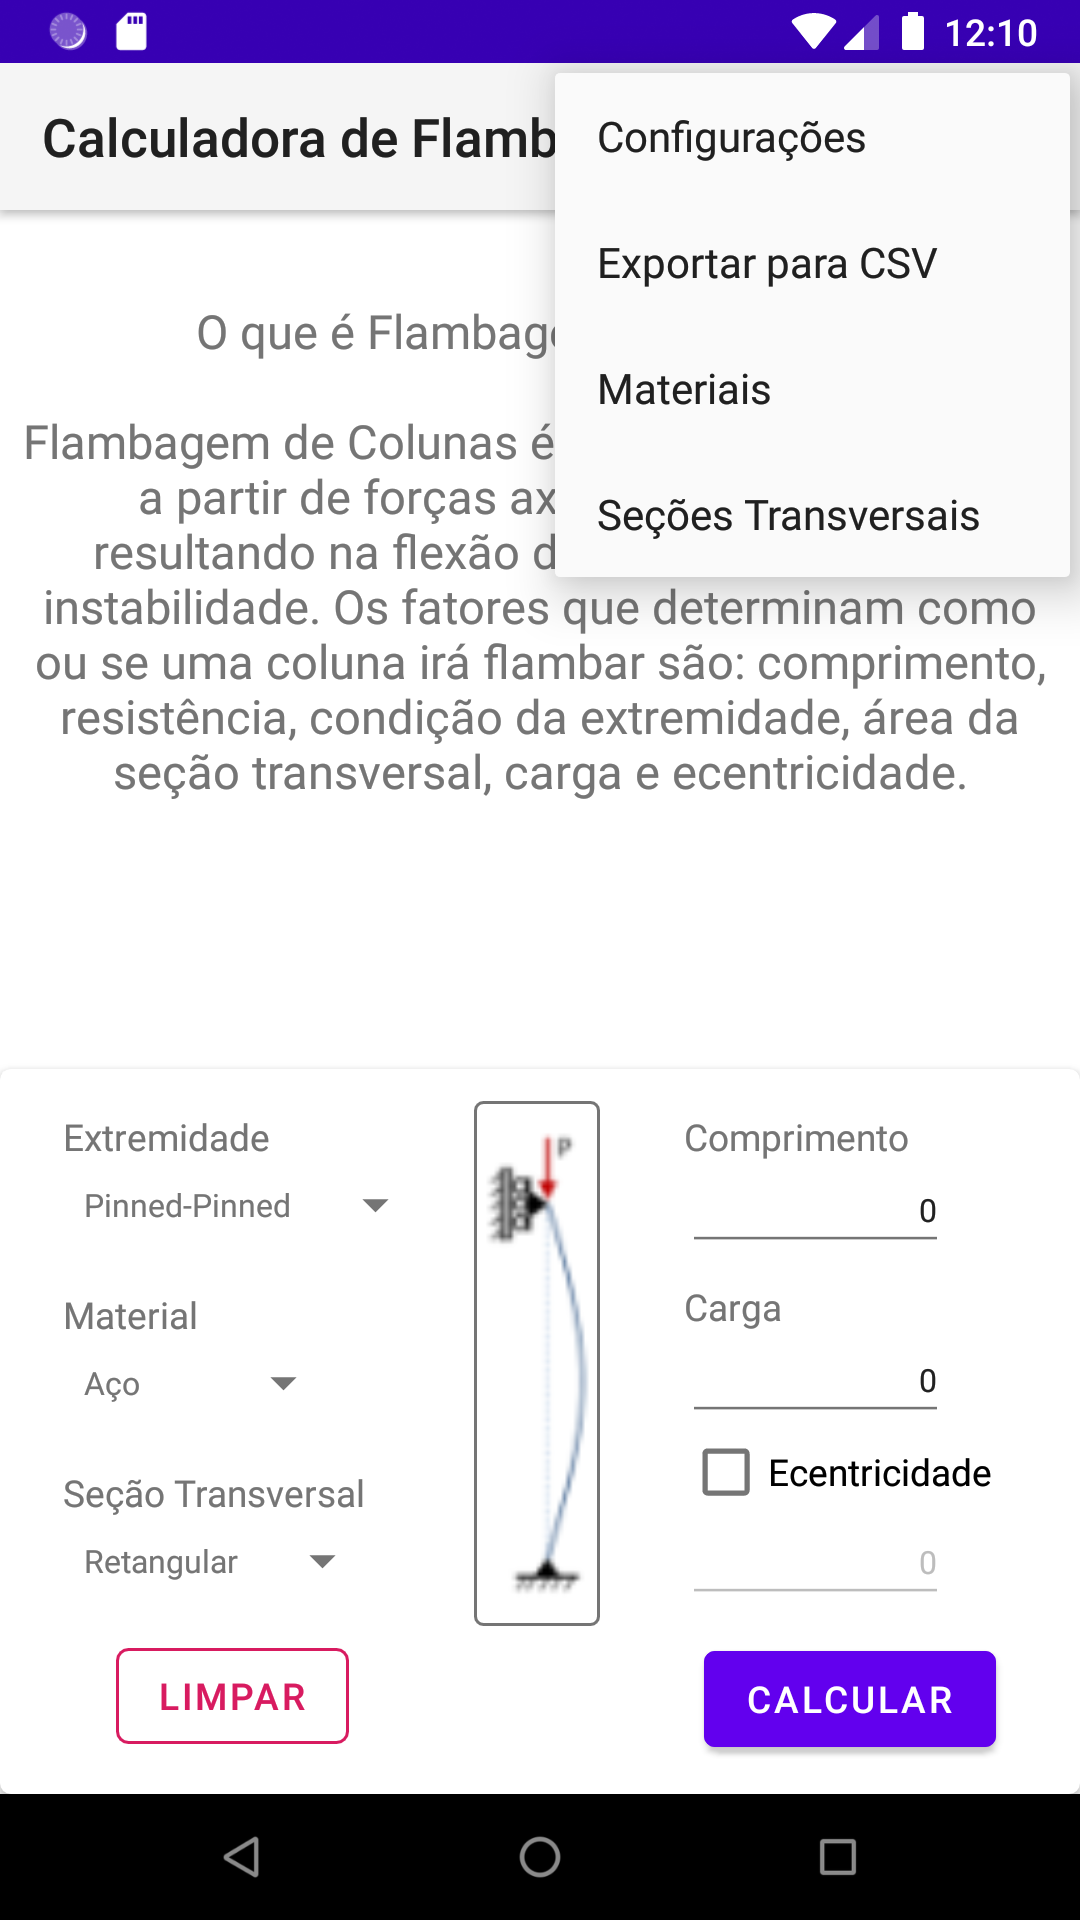 12:10
Calculadora de Flamb
Configurações
Exportar para CSV
Materiais
Seções Transversais
O que é
Flambagem de Colunas é
a partir de forças
resultando na flexão
instabilidade. Os fatores que determinam como
ou se uma coluna irá flambar são: comprimento,
resistência, condição da extremidade, área da
seção transversal, carga e ecentricidade.
Extremidade
Pinned-Pinned
Material
Aço
Seção Transversal
Retangular
LIMPAR
P
Comprimento
0
Carga
0
Ecentricidade
0
CALCULAR